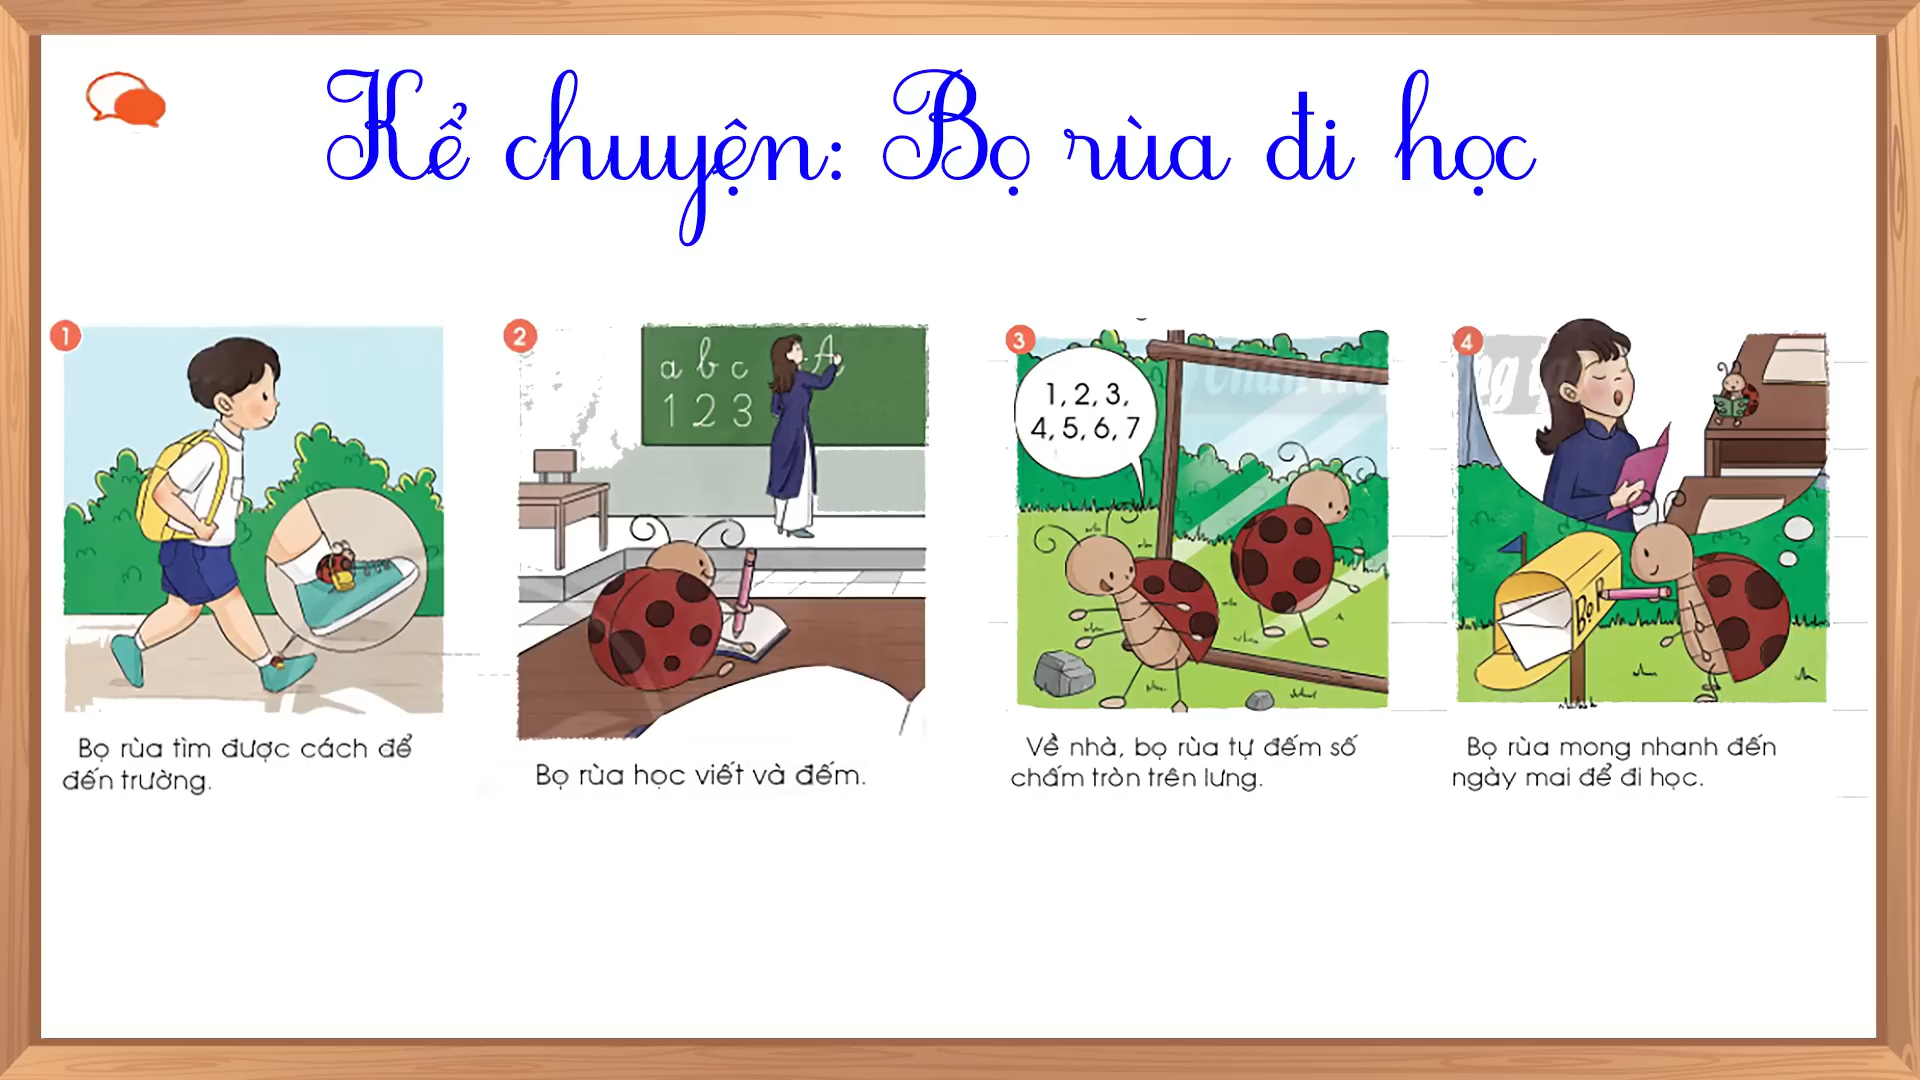 Kể chuyện: Bọ rùa đi học
1
Bọ rùa tìm được cách để
đến trường.
2
a b c A
1 2 3
Bọ rùa học viết và đếm.
3
1, 2, 3,
4, 5, 6, 7
Về nhà, bọ rùa tự đếm số
chấm tròn trên lưng.
4
Bọ R
Bọ rùa mong nhanh đến
ngày mai để đi học.